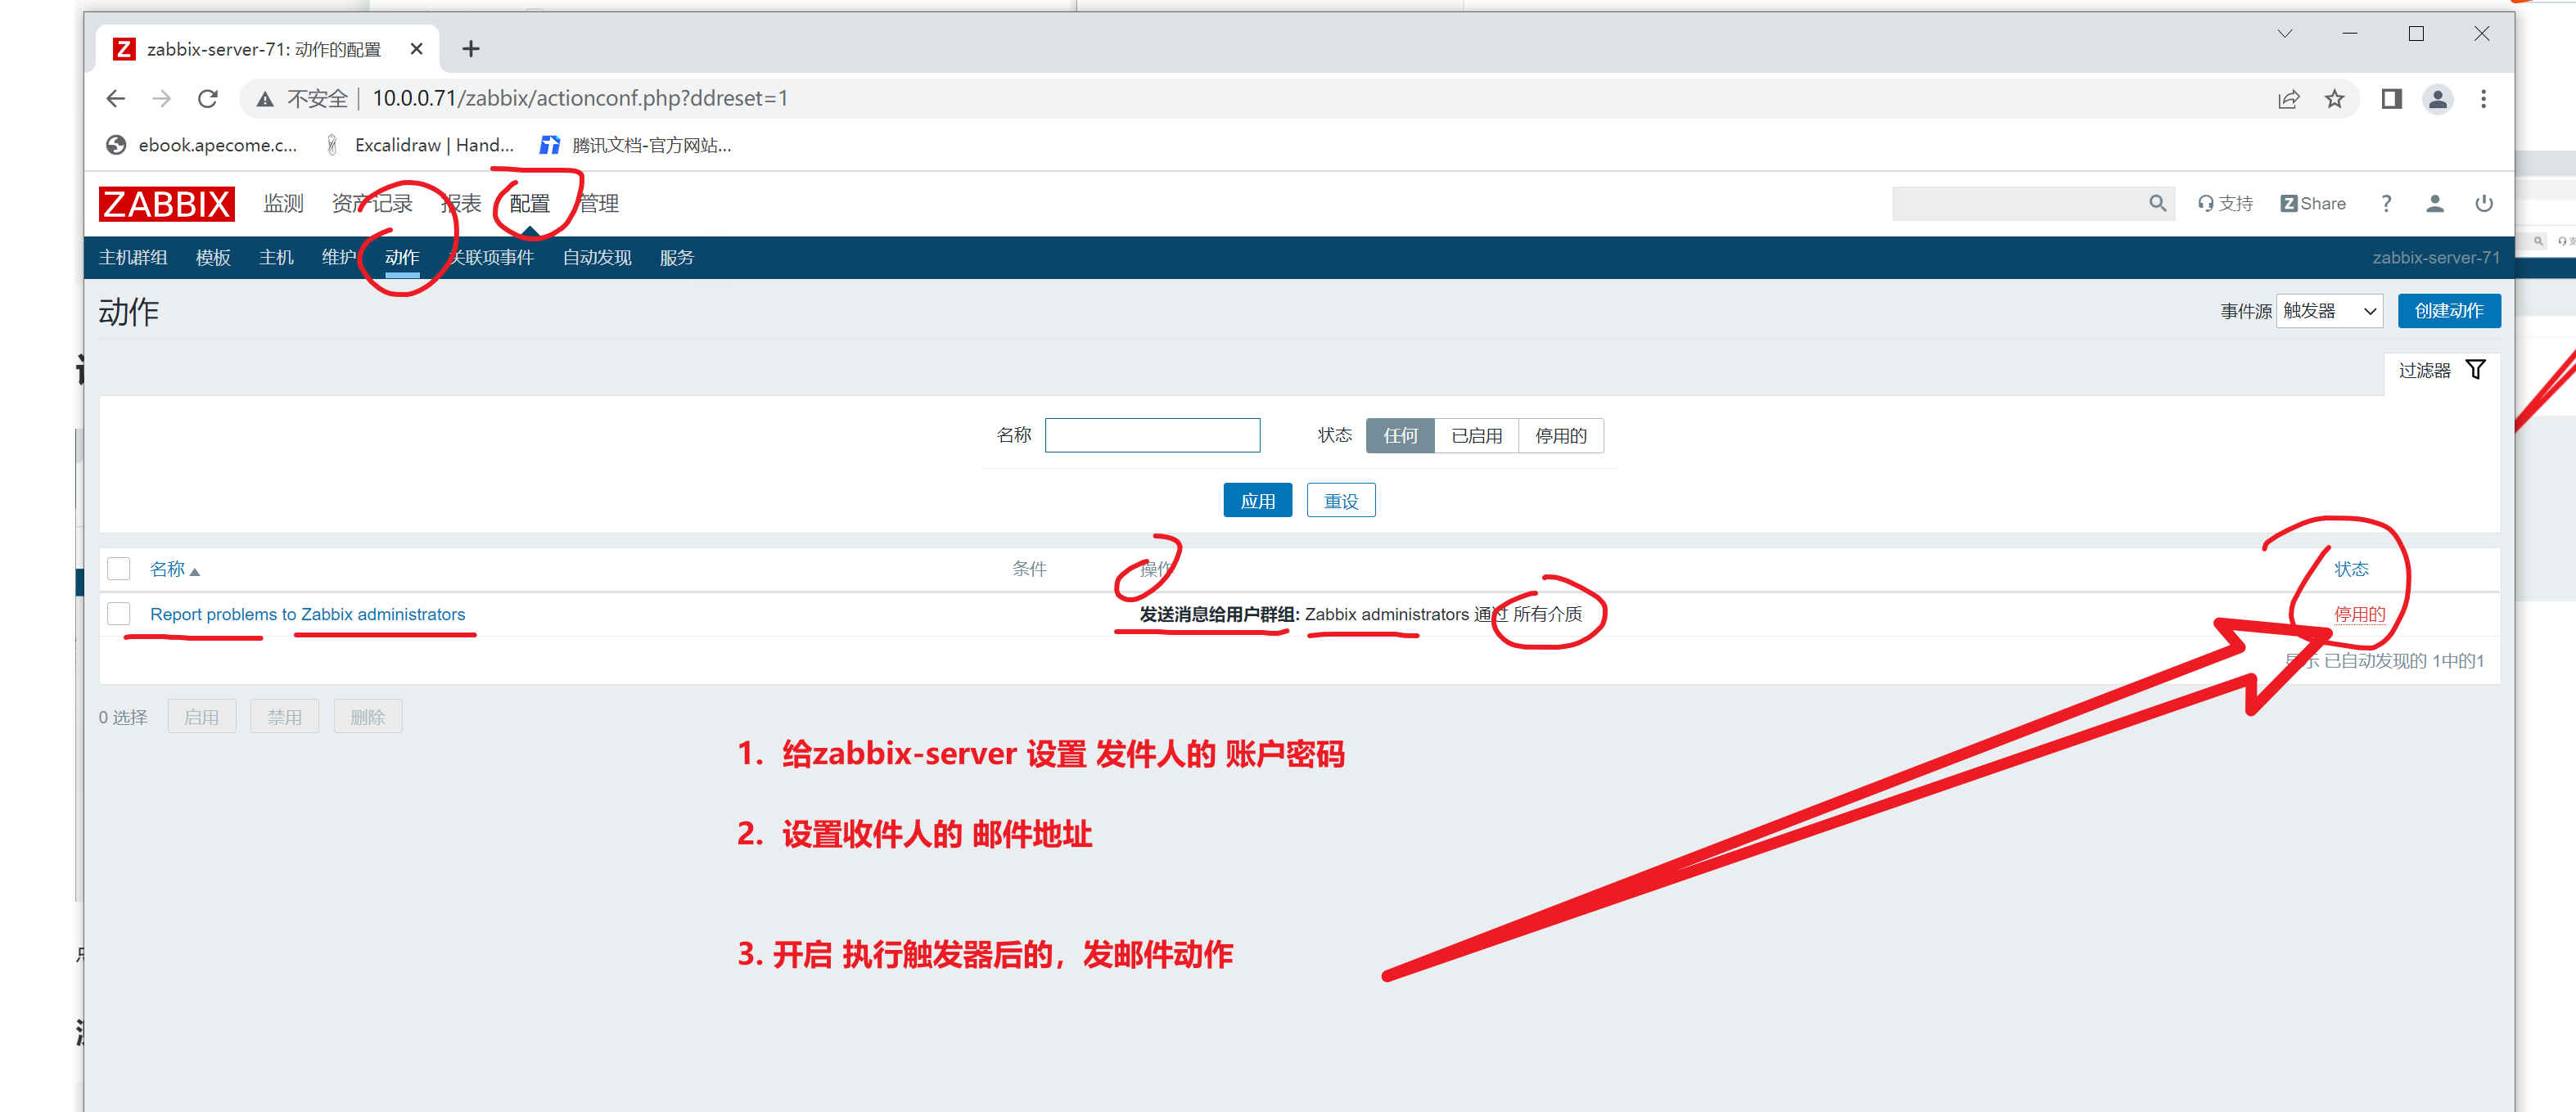 zabbix-server-71: 动作的配置
不安全 | 10.0.0.71/zabbix/actionconf.php?ddreset=1
ebook.apecome.c... Excalidraw | Hand... 腾讯文档-官方网站...
ZABBIX 监测 资产记录 报表 配置 管理 支持 Z Share ?
主机群组 模板 主机 维护 动作 关联项事件 自动发现 服务 zabbix-server-71
动作 事件源 触发器 创建动作
过滤器
名称 状态 任何 已启用 停用的
应用 重设
名称 条件 操作 状态
Report problems to Zabbix administrators 发送消息给用户群组: Zabbix administrators 通过 所有介质 停用的
显示 已自动发现的 1中的1
0 选择 启用 禁用 删除
1. 给zabbix-server 设置 发件人的 账户密码
2. 设置收件人的 邮件地址
3. 开启 执行触发器后的，发邮件动作